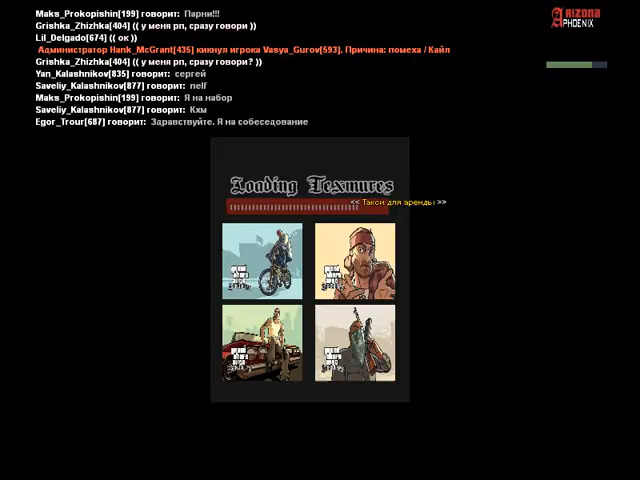 Maks_Prokopishin[199] говорит: Парни!!!
Grishka_Zhizhka[404] (( у меня рп, сразу говори ))
Lil_Delgado[674] (( ок ))
Администратор Hank_McGrant[435] кикнул игрока Vasya_Gurov[593]. Причина: помеха / Кайл
Grishka_Zhizhka[404] (( у меня рп, сразу говори? ))
Yan_Kalashnikov[835] говорит: сергей
Saveliy_Kalashnikov[877] говорит: nelf
Maks_Prokopishin[199] говорит: Я на набор
Saveliy_Kalashnikov[877] говорит: Кхм
Egor_Trour[687] говорит: Здравствуйте. Я на собеседование
ARIZONA
PHOENIX
Loading Texmures
<< Такси для аренды >>